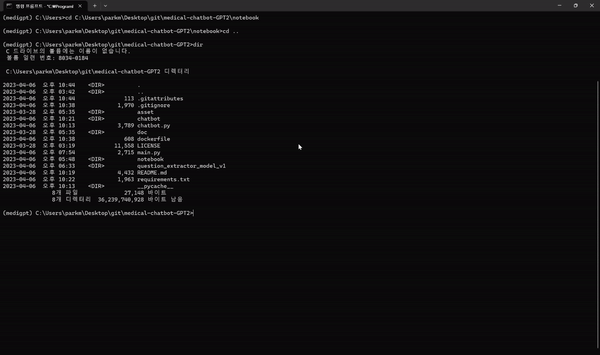 명령 프롬프트 - "C:\Program
(medigpt) C:\Users>cd C:\Users\parkm\Desktop\git\medical-chatbot-GPT2\notebook
(medigpt) C:\Users\parkm\Desktop\git\medical-chatbot-GPT2\notebook>cd ..
(medigpt) C:\Users\parkm\Desktop\git\medical-chatbot-GPT2>dir
C 드라이브의 볼륨에는 이름이 없습니다.
볼륨 일련 번호: 8034-0184
C:\Users\parkm\Desktop\git\medical-chatbot-GPT2 디렉터리
2023-04-06 오후 10:44 <DIR> .
2023-04-06 오후 03:42 <DIR> ..
2023-04-06 오후 10:44 113 .gitattributes
2023-04-06 오후 10:38 1,970 .gitignore
2023-03-28 오후 05:35 <DIR> asset
2023-04-06 오후 10:21 <DIR> chatbot
2023-04-06 오후 10:13 3,789 chatbot.py
2023-03-28 오후 05:35 <DIR> doc
2023-04-06 오후 10:38 608 dockerfile
2023-03-28 오후 03:19 11,558 LICENSE
2023-04-06 오후 07:54 2,715 main.py
2023-04-06 오후 05:48 <DIR> notebook
2023-04-06 오후 06:33 <DIR> question_extractor_model_v1
2023-04-06 오후 10:19 4,432 README.md
2023-04-06 오후 10:22 1,963 requirements.txt
2023-04-06 오후 10:13 <DIR> __pycache__
8개 파일 27,148 바이트
8개 디렉터리 36,239,740,928 바이트 남음
(medigpt) C:\Users\parkm\Desktop\git\medical-chatbot-GPT2>